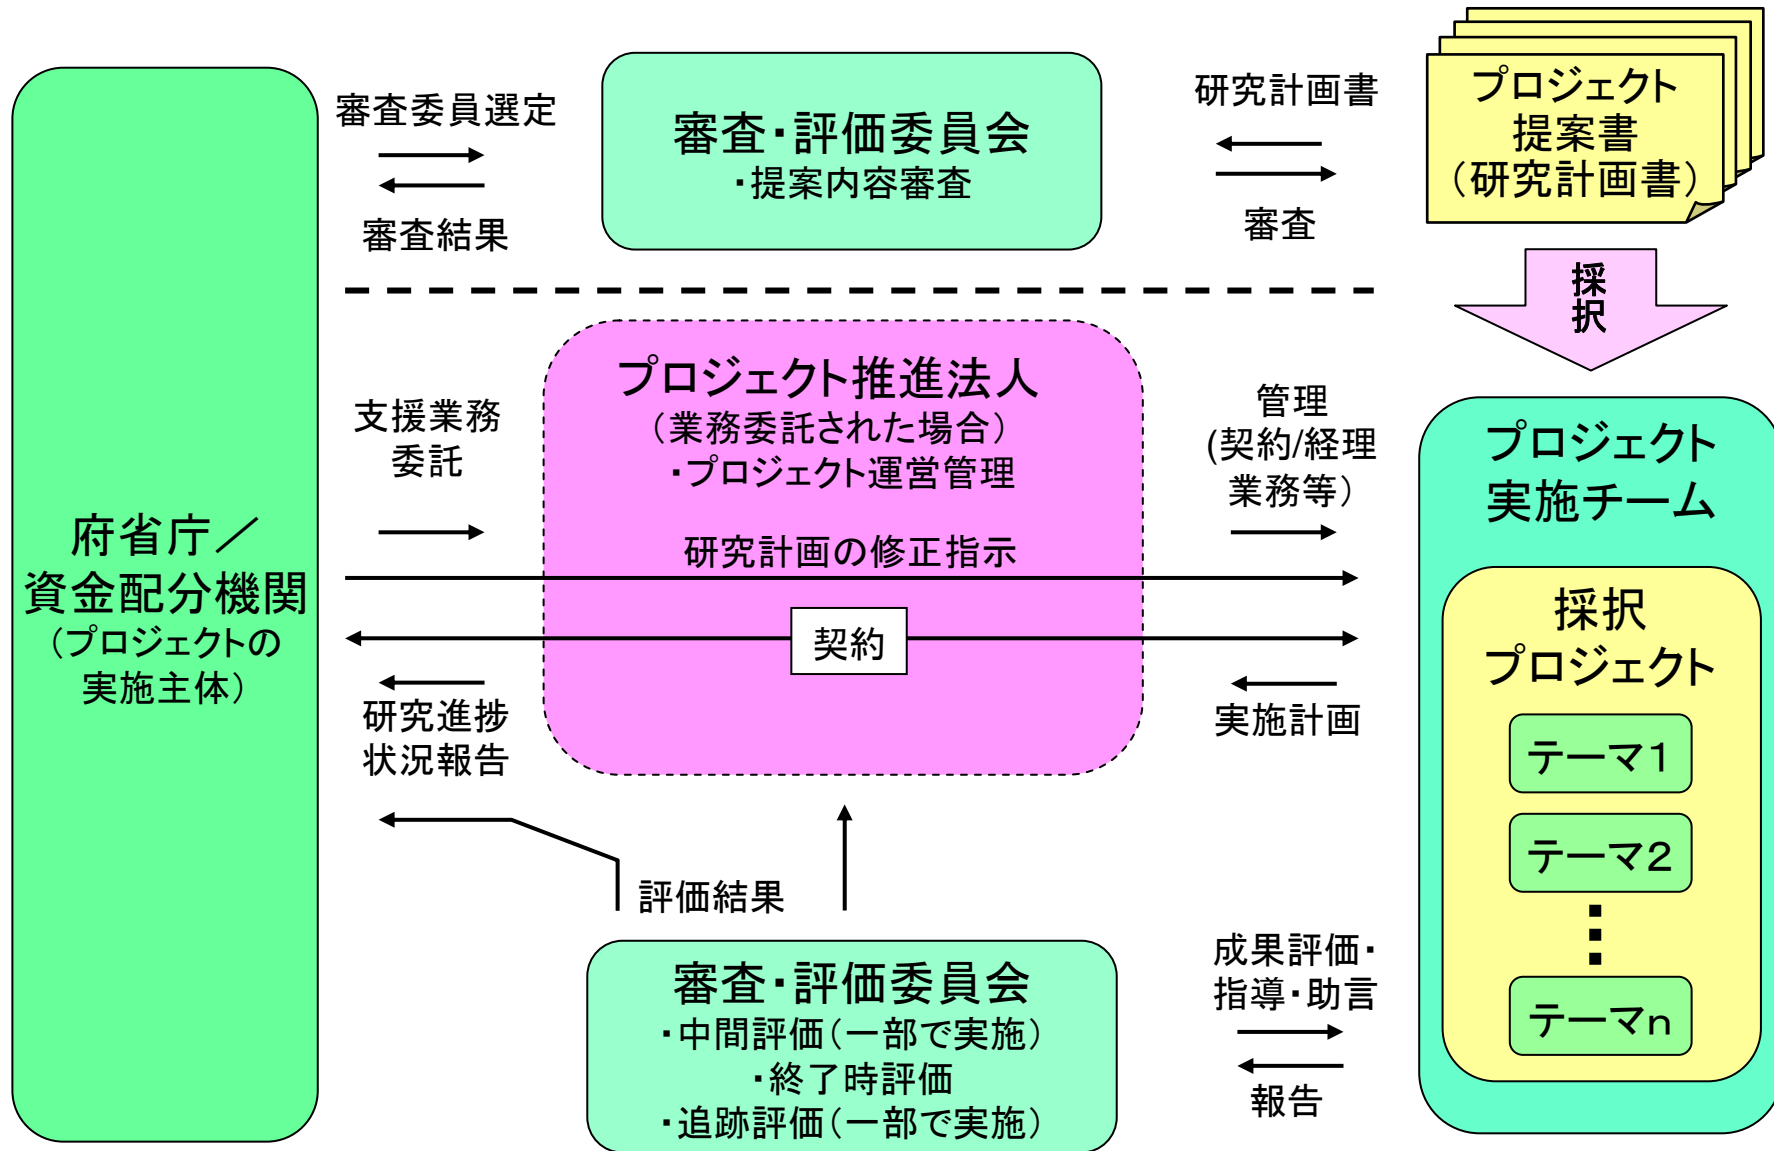 府省庁／
資金配分機関
（プロジェクトの
実施主体）
審査委員選定
審査結果
審査・評価委員会
・提案内容審査
研究計画書
審査
プロジェクト
提案書
（研究計画書）
採択
支援業務
委託
プロジェクト推進法人
（業務委託された場合）
・プロジェクト運営管理
管理
(契約/経理
業務等）
研究計画の修正指示
契約
研究進捗
状況報告
実施計画
プロジェクト
実施チーム
採択
プロジェクト
テーマ１
テーマ２
テーマｎ
評価結果
審査・評価委員会
・中間評価（一部で実施）
・終了時評価
・追跡評価（一部で実施）
成果評価・
指導・助言
報告